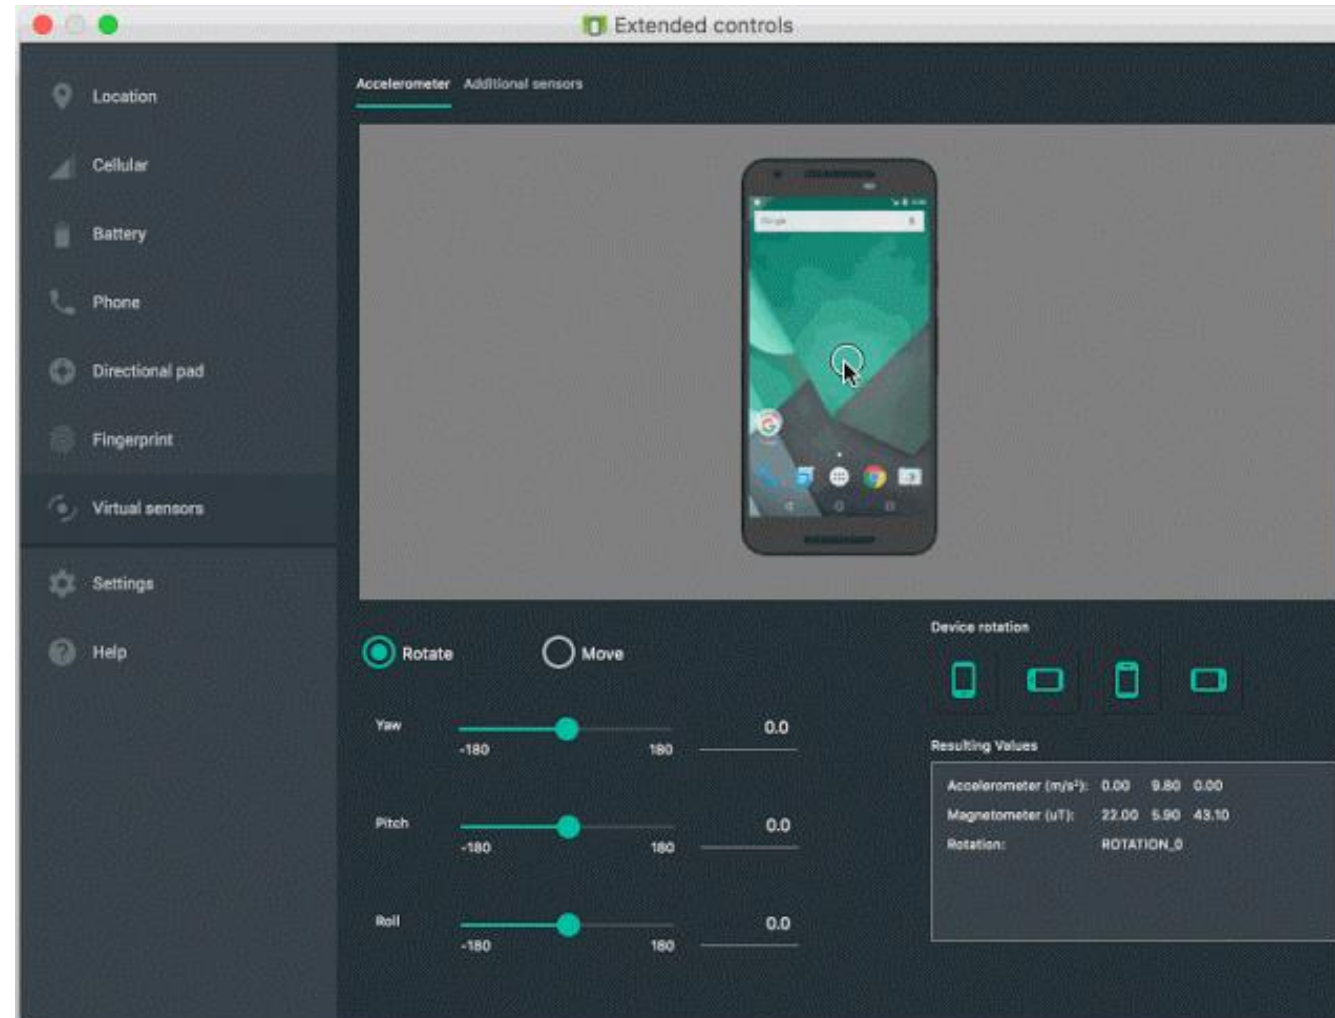 Extended controls
Location
Cellular
Battery
Phone
Directional pad
Fingerprint
Virtual sensors
Settings
Help
Accelerometer Additional sensors
Google
Rotate Move
Yaw
-180 180
0.0
Pitch
-180 180
0.0
Roll
-180 180
0.0
Device rotation
Resulting Values
Accelerometer (m/s²): 0.00 9.80 0.00
Magnetometer (uT): 22.00 5.90 43.10
Rotation: ROTATION_0